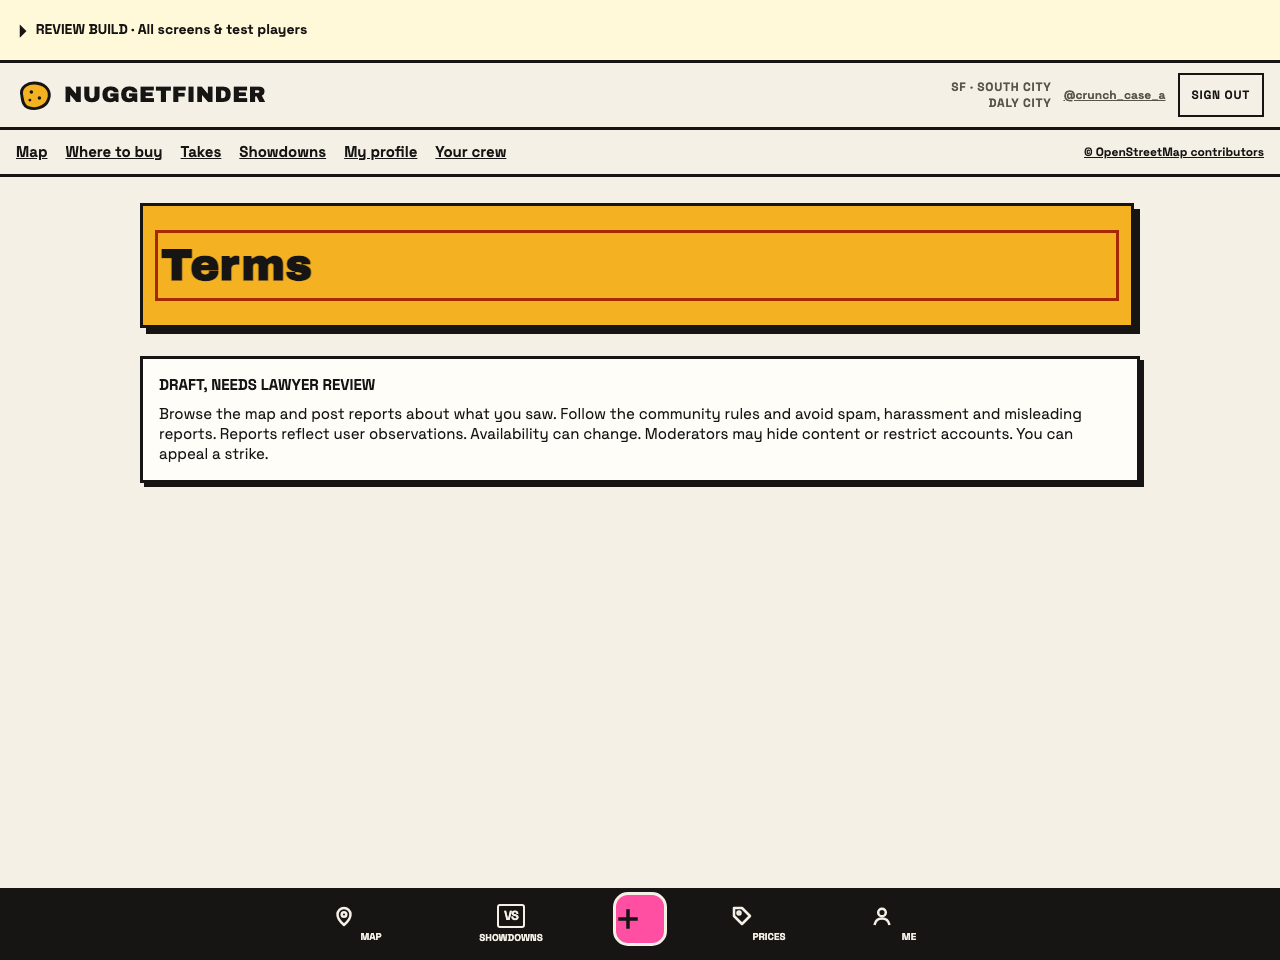 REVIEW BUILD · All screens & test players
NUGGETFINDER
SF · SOUTH CITY
DALY CITY
@crunch_case_a
SIGN OUT
Map Where to buy Takes Showdowns My profile Your crew
© OpenStreetMap contributors
Terms
DRAFT, NEEDS LAWYER REVIEW
Browse the map and post reports about what you saw. Follow the community rules and avoid spam, harassment and misleading
reports. Reports reflect user observations. Availability can change. Moderators may hide content or restrict accounts. You can
appeal a strike.
MAP
VS
SHOWDOWNS
+
PRICES
ME